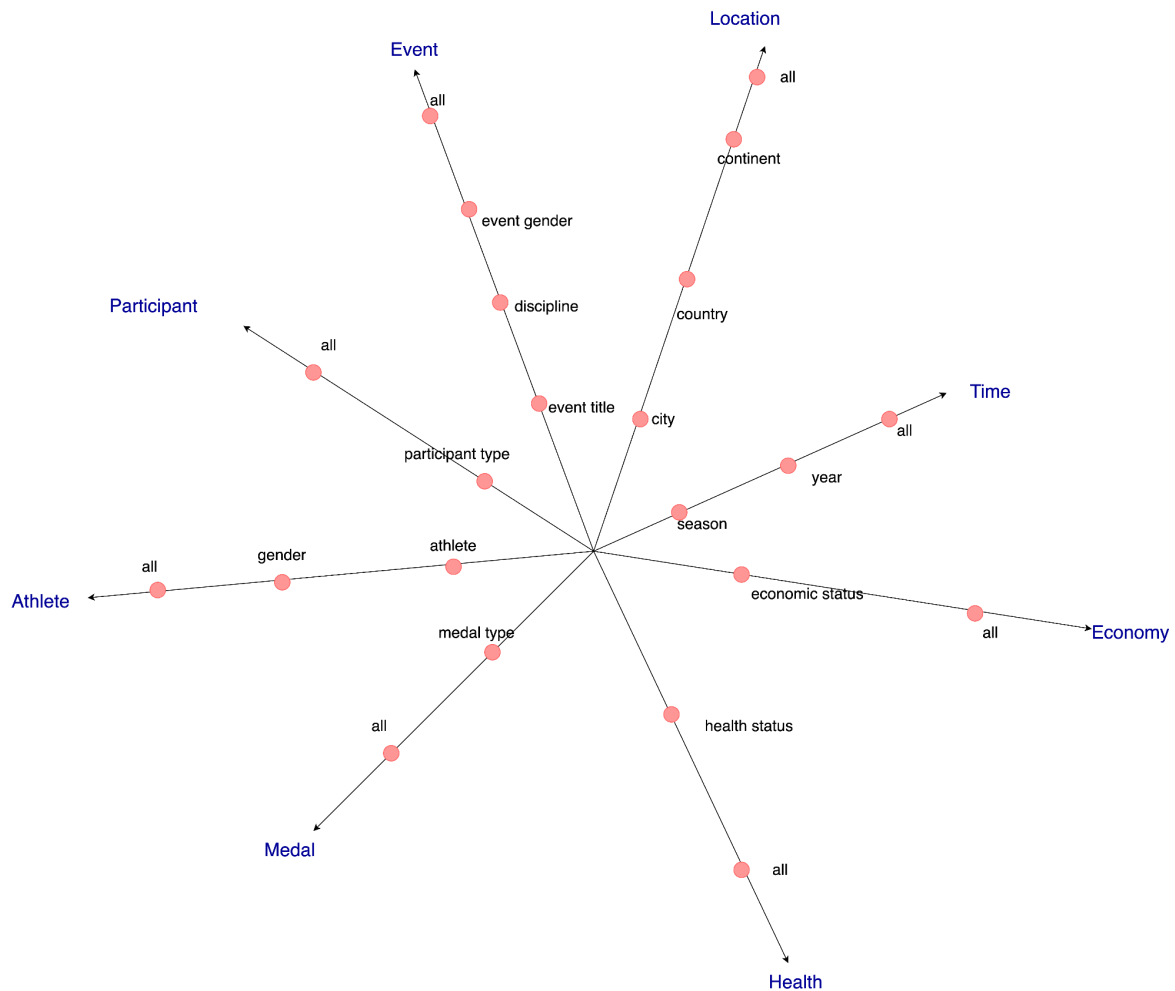 Location
Event
all
all
continent
event gender
discipline
Participant
country
all
Time
event title
city
all
participant type
year
season
athlete
gender
all
economic status
Athlete
medal type
all
Economy
all
health status
Medal
all
Health